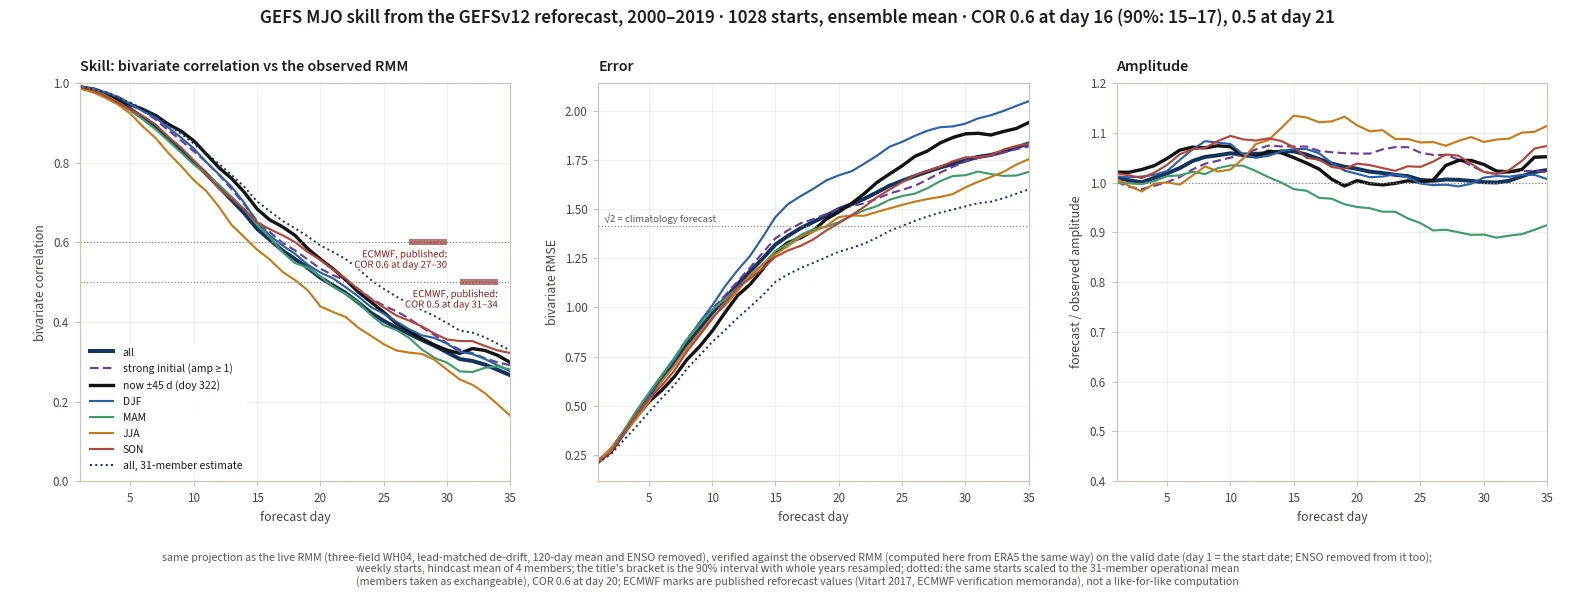 GEFS MJO skill from the GEFSv12 reforecast, 2000–2019 · 1028 starts, ensemble mean · COR 0.6 at day 16 (90%: 15–17), 0.5 at day 21
Skill: bivariate correlation vs the observed RMM
1.0
0.8
0.6
0.4
0.2
0.0
bivariate correlation
5
10
15
20
25
30
35
forecast day
ECMWF, published:
COR 0.6 at day 27–30
ECMWF, published:
COR 0.5 at day 31–34
all
strong initial (amp ≥ 1)
now ±45 d (doy 322)
DJF
MAM
JJA
SON
all, 31-member estimate
Error
2.00
1.75
1.50
1.25
1.00
0.75
0.50
0.25
bivariate RMSE
√2 = climatology forecast
5
10
15
20
25
30
35
forecast day
Amplitude
1.2
1.1
1.0
0.9
0.8
0.7
0.6
0.5
0.4
forecast / observed amplitude
5
10
15
20
25
30
35
forecast day
same projection as the live RMM (three-field WH04, lead-matched de-drift, 120-day mean and ENSO removed), verified against the observed RMM (computed here from ERA5 the same way) on the valid date (day 1 = the start date; ENSO removed from it too);
weekly starts, hindcast mean of 4 members; the title's bracket is the 90% interval with whole years resampled; dotted: the same starts scaled to the 31-member operational mean
(members taken as exchangeable), COR 0.6 at day 20; ECMWF marks are published reforecast values (Vitart 2017, ECMWF verification memoranda), not a like-for-like computation